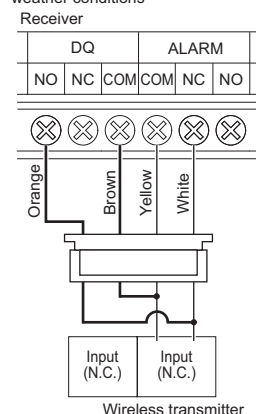 weather conditions
Receiver
DQ ALARM
NO NC COM COM NC NO
Orange
Brown
Yellow
White
Input
(N.C.)
Input
(N.C.)
Wireless transmitter